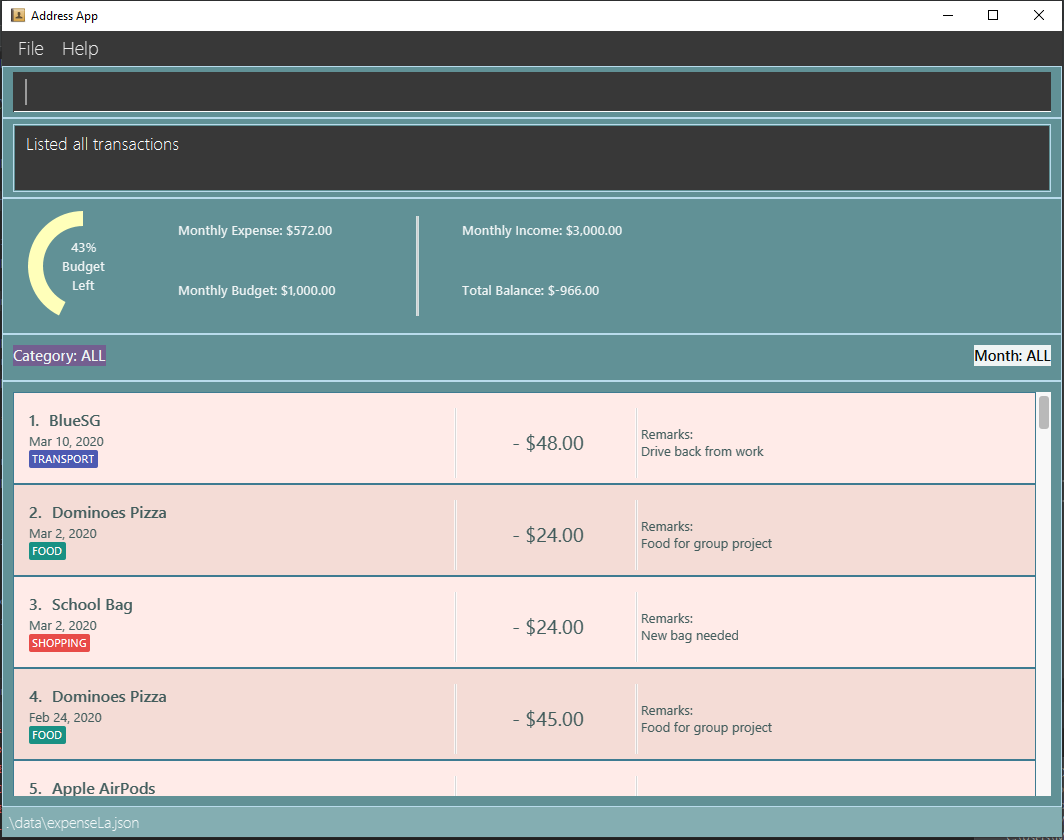 Address App
File Help
Listed all transactions
43%
Budget
Left
Monthly Expense: $572.00
Monthly Budget: $1,000.00
Monthly Income: $3,000.00
Total Balance: $-966.00
Category: ALL
Month: ALL
1. BlueSG
Mar 10, 2020
TRANSPORT
- $48.00
Remarks:
Drive back from work
2. Dominoes Pizza
Mar 2, 2020
FOOD
- $24.00
Remarks:
Food for group project
3. School Bag
Mar 2, 2020
SHOPPING
- $24.00
Remarks:
New bag needed
4. Dominoes Pizza
Feb 24, 2020
FOOD
- $45.00
Remarks:
Food for group project
5. Apple AirPods
.\data\expenseLa.json